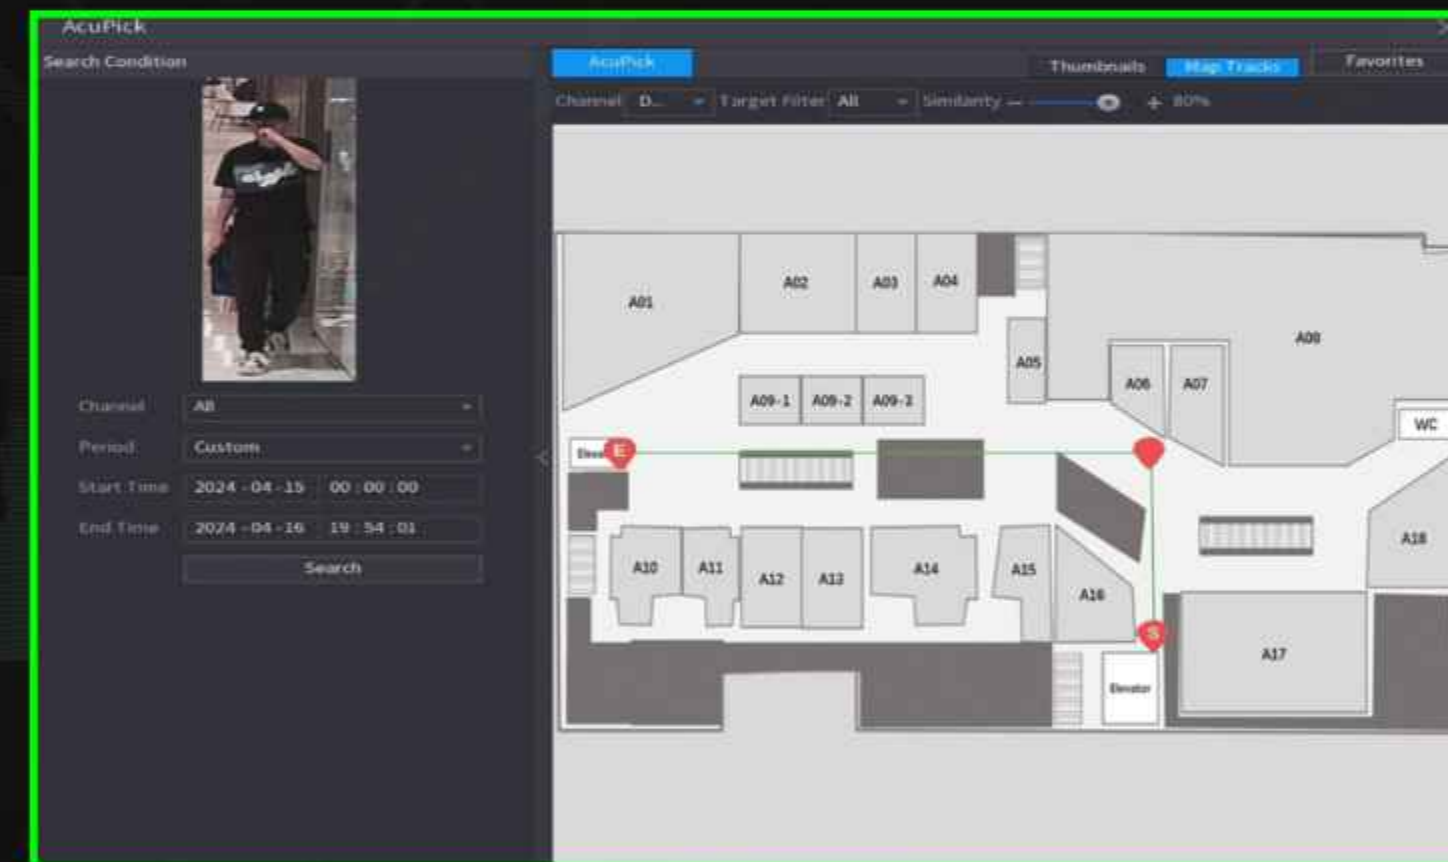 AcuPick
Search Condition
AcuPick
Thumbnails
Map Tracks
Favorites
Channel D...
Target Filter All
Similarity
80%
Channel All
Period Custom
Start Time 2024-04-15 00:00:00
End Time 2024-04-16 19:54:01
Search
A01
A02
A03
A04
A05
A06
A07
A08
A09-1
A09-2
A09-3
WC
E
A10
A11
A12
A13
A14
A15
A16
A18
S
A17
Elevator